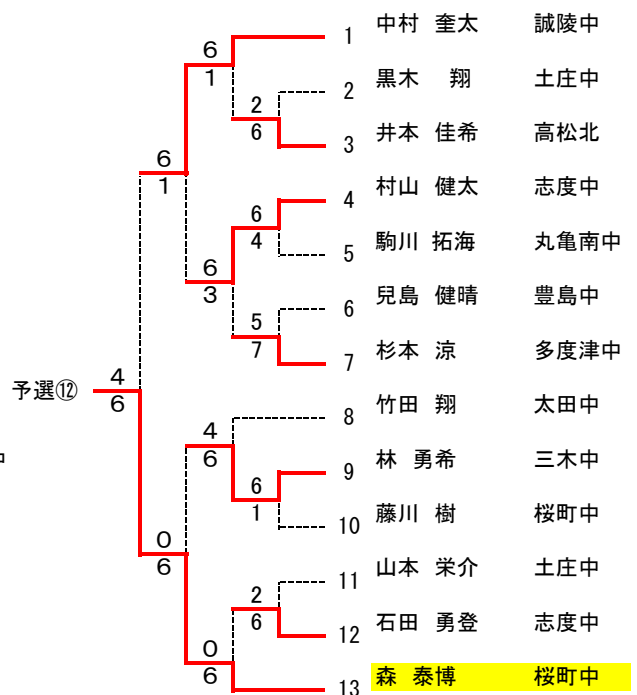 6
1
1 中村 奎太 誠陵中
2 黒木 翔 土庄中
2
6
3 井本 佳希 高松北
6
1
4 村山 健太 志度中
6
4
5 駒川 拓海 丸亀南中
6
3
6 兒島 健晴 豊島中
5
7
7 杉本 涼 多度津中
予選⑫
4
6
8 竹田 翔 太田中
4
6
9 林 勇希 三木中
6
1
10 藤川 樹 桜町中
0
6
11 山本 栄介 土庄中
2
6
12 石田 勇登 志度中
0
6
13 森 泰博 桜町中